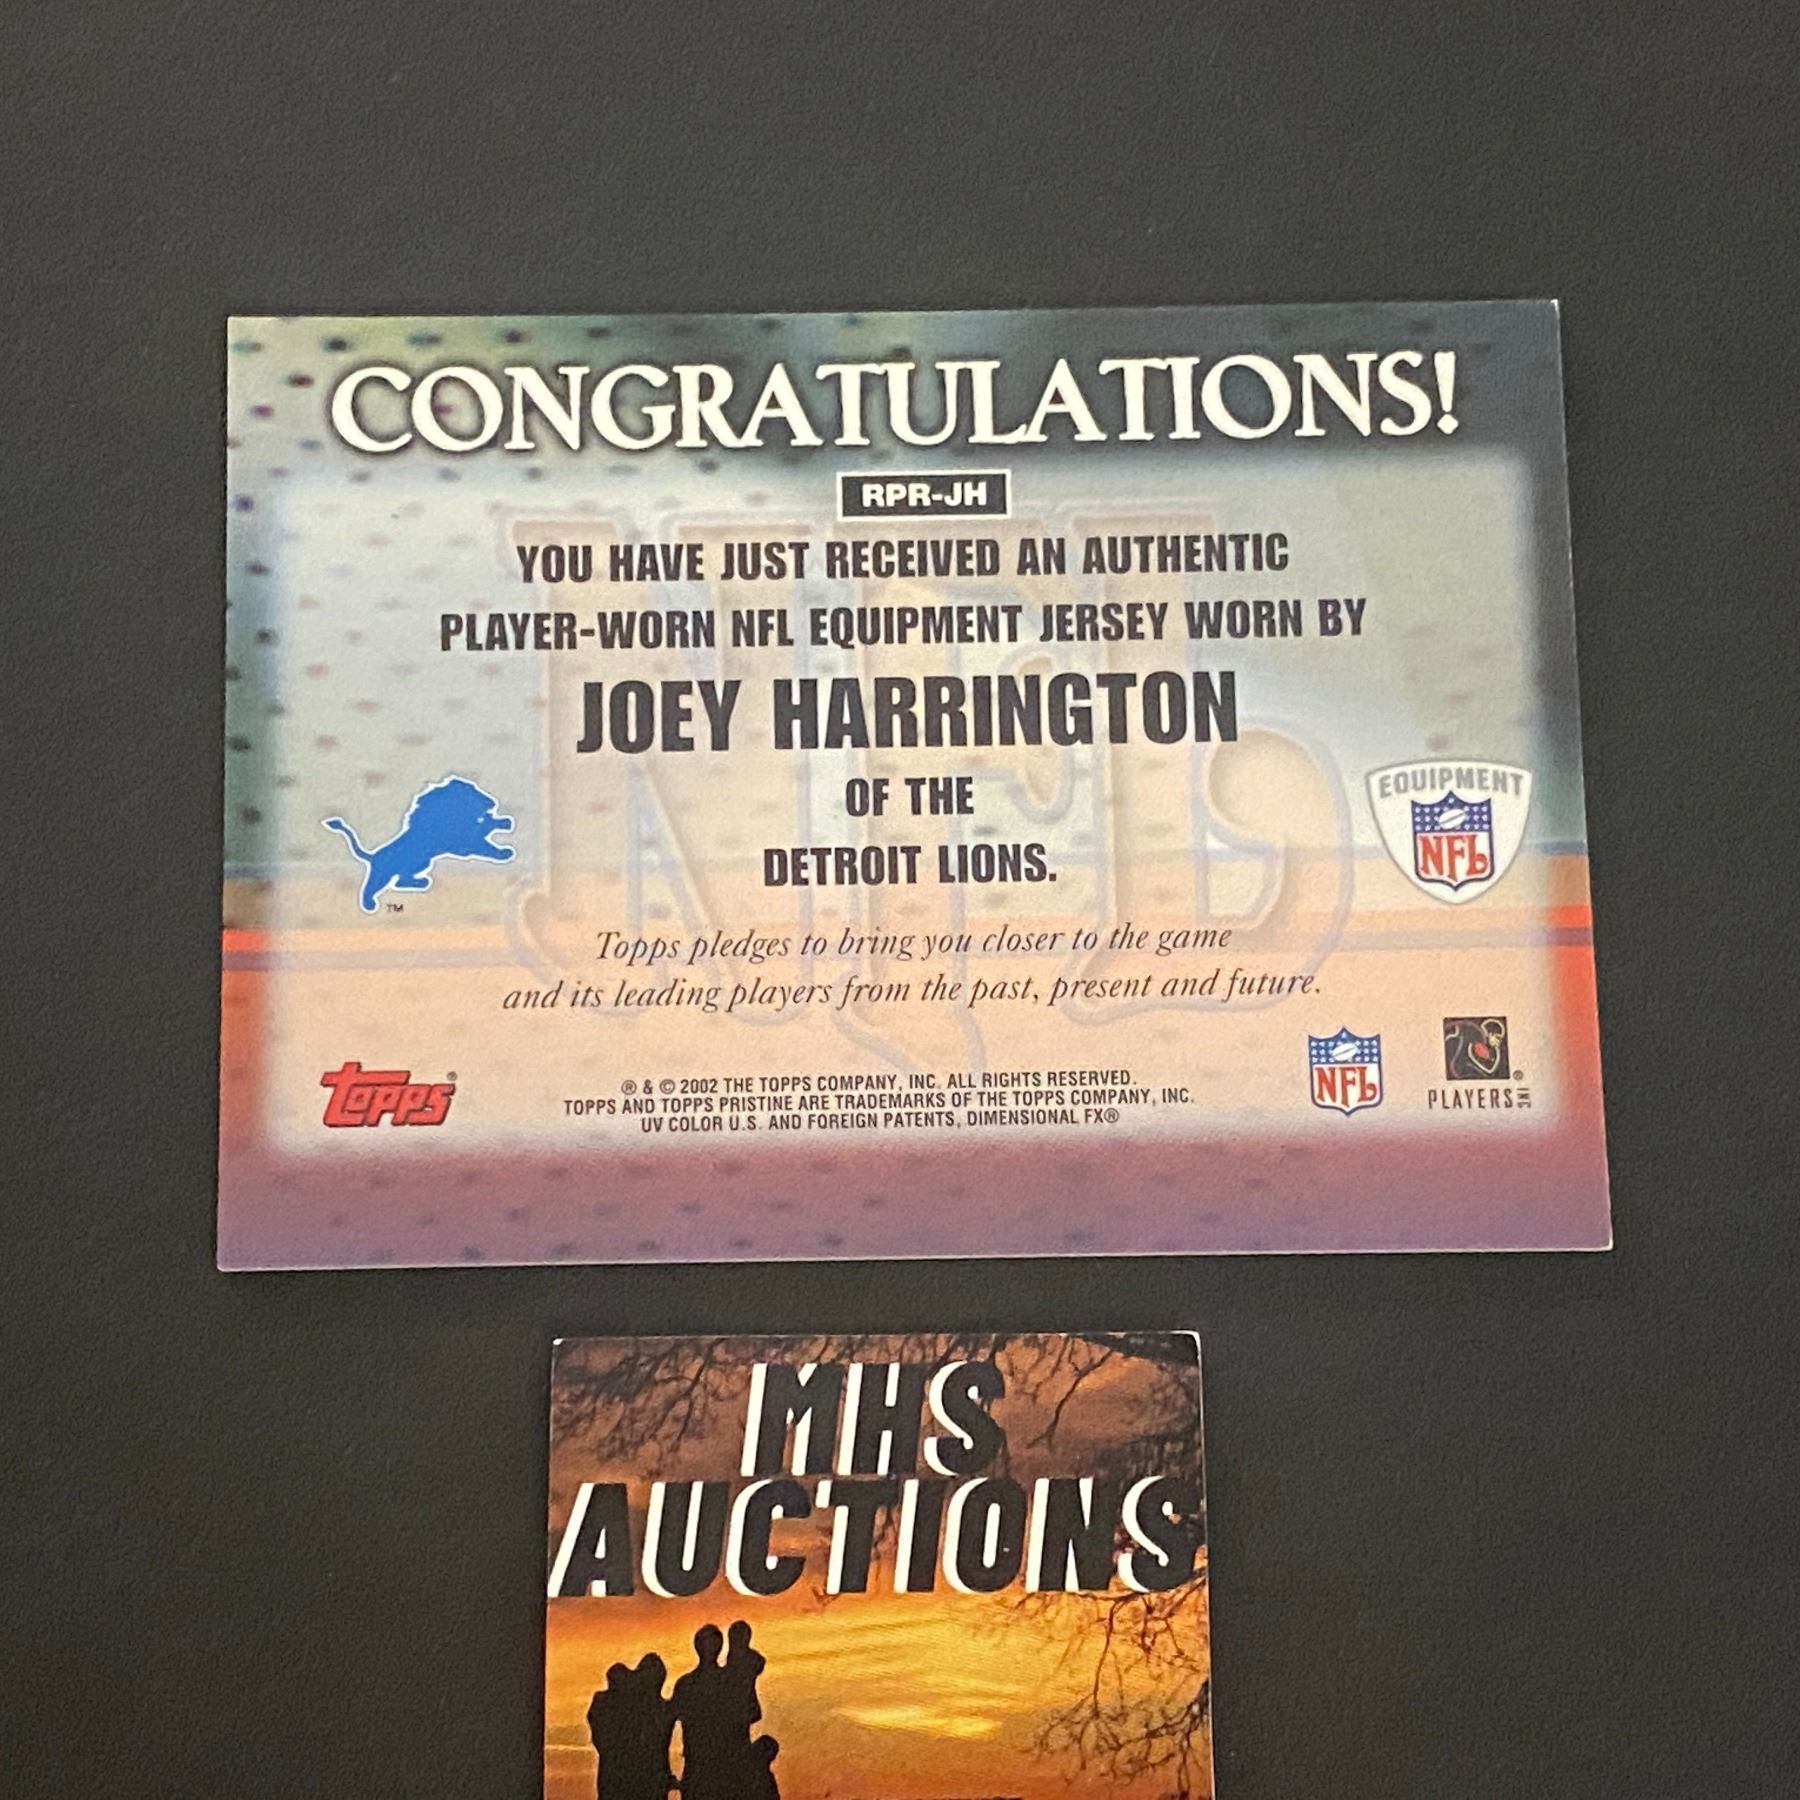 CONGRATULATIONS!
RPR-JH
YOU HAVE JUST RECEIVED AN AUTHENTIC
PLAYER-WORN NFL EQUIPMENT JERSEY WORN BY
JOEY HARRINGTON
OF THE
DETROIT LIONS.
TM
EQUIPMENT
NFL
Topps pledges to bring you closer to the game
and its leading players from the past, present and future.
Topps®
® & © 2002 THE TOPPS COMPANY, INC. ALL RIGHTS RESERVED.
TOPPS AND TOPPS PRISTINE ARE TRADEMARKS OF THE TOPPS COMPANY, INC.
UV COLOR U.S. AND FOREIGN PATENTS, DIMENSIONAL FX®
NFL
PLAYERS INC ®
MHS
AUCTIONS